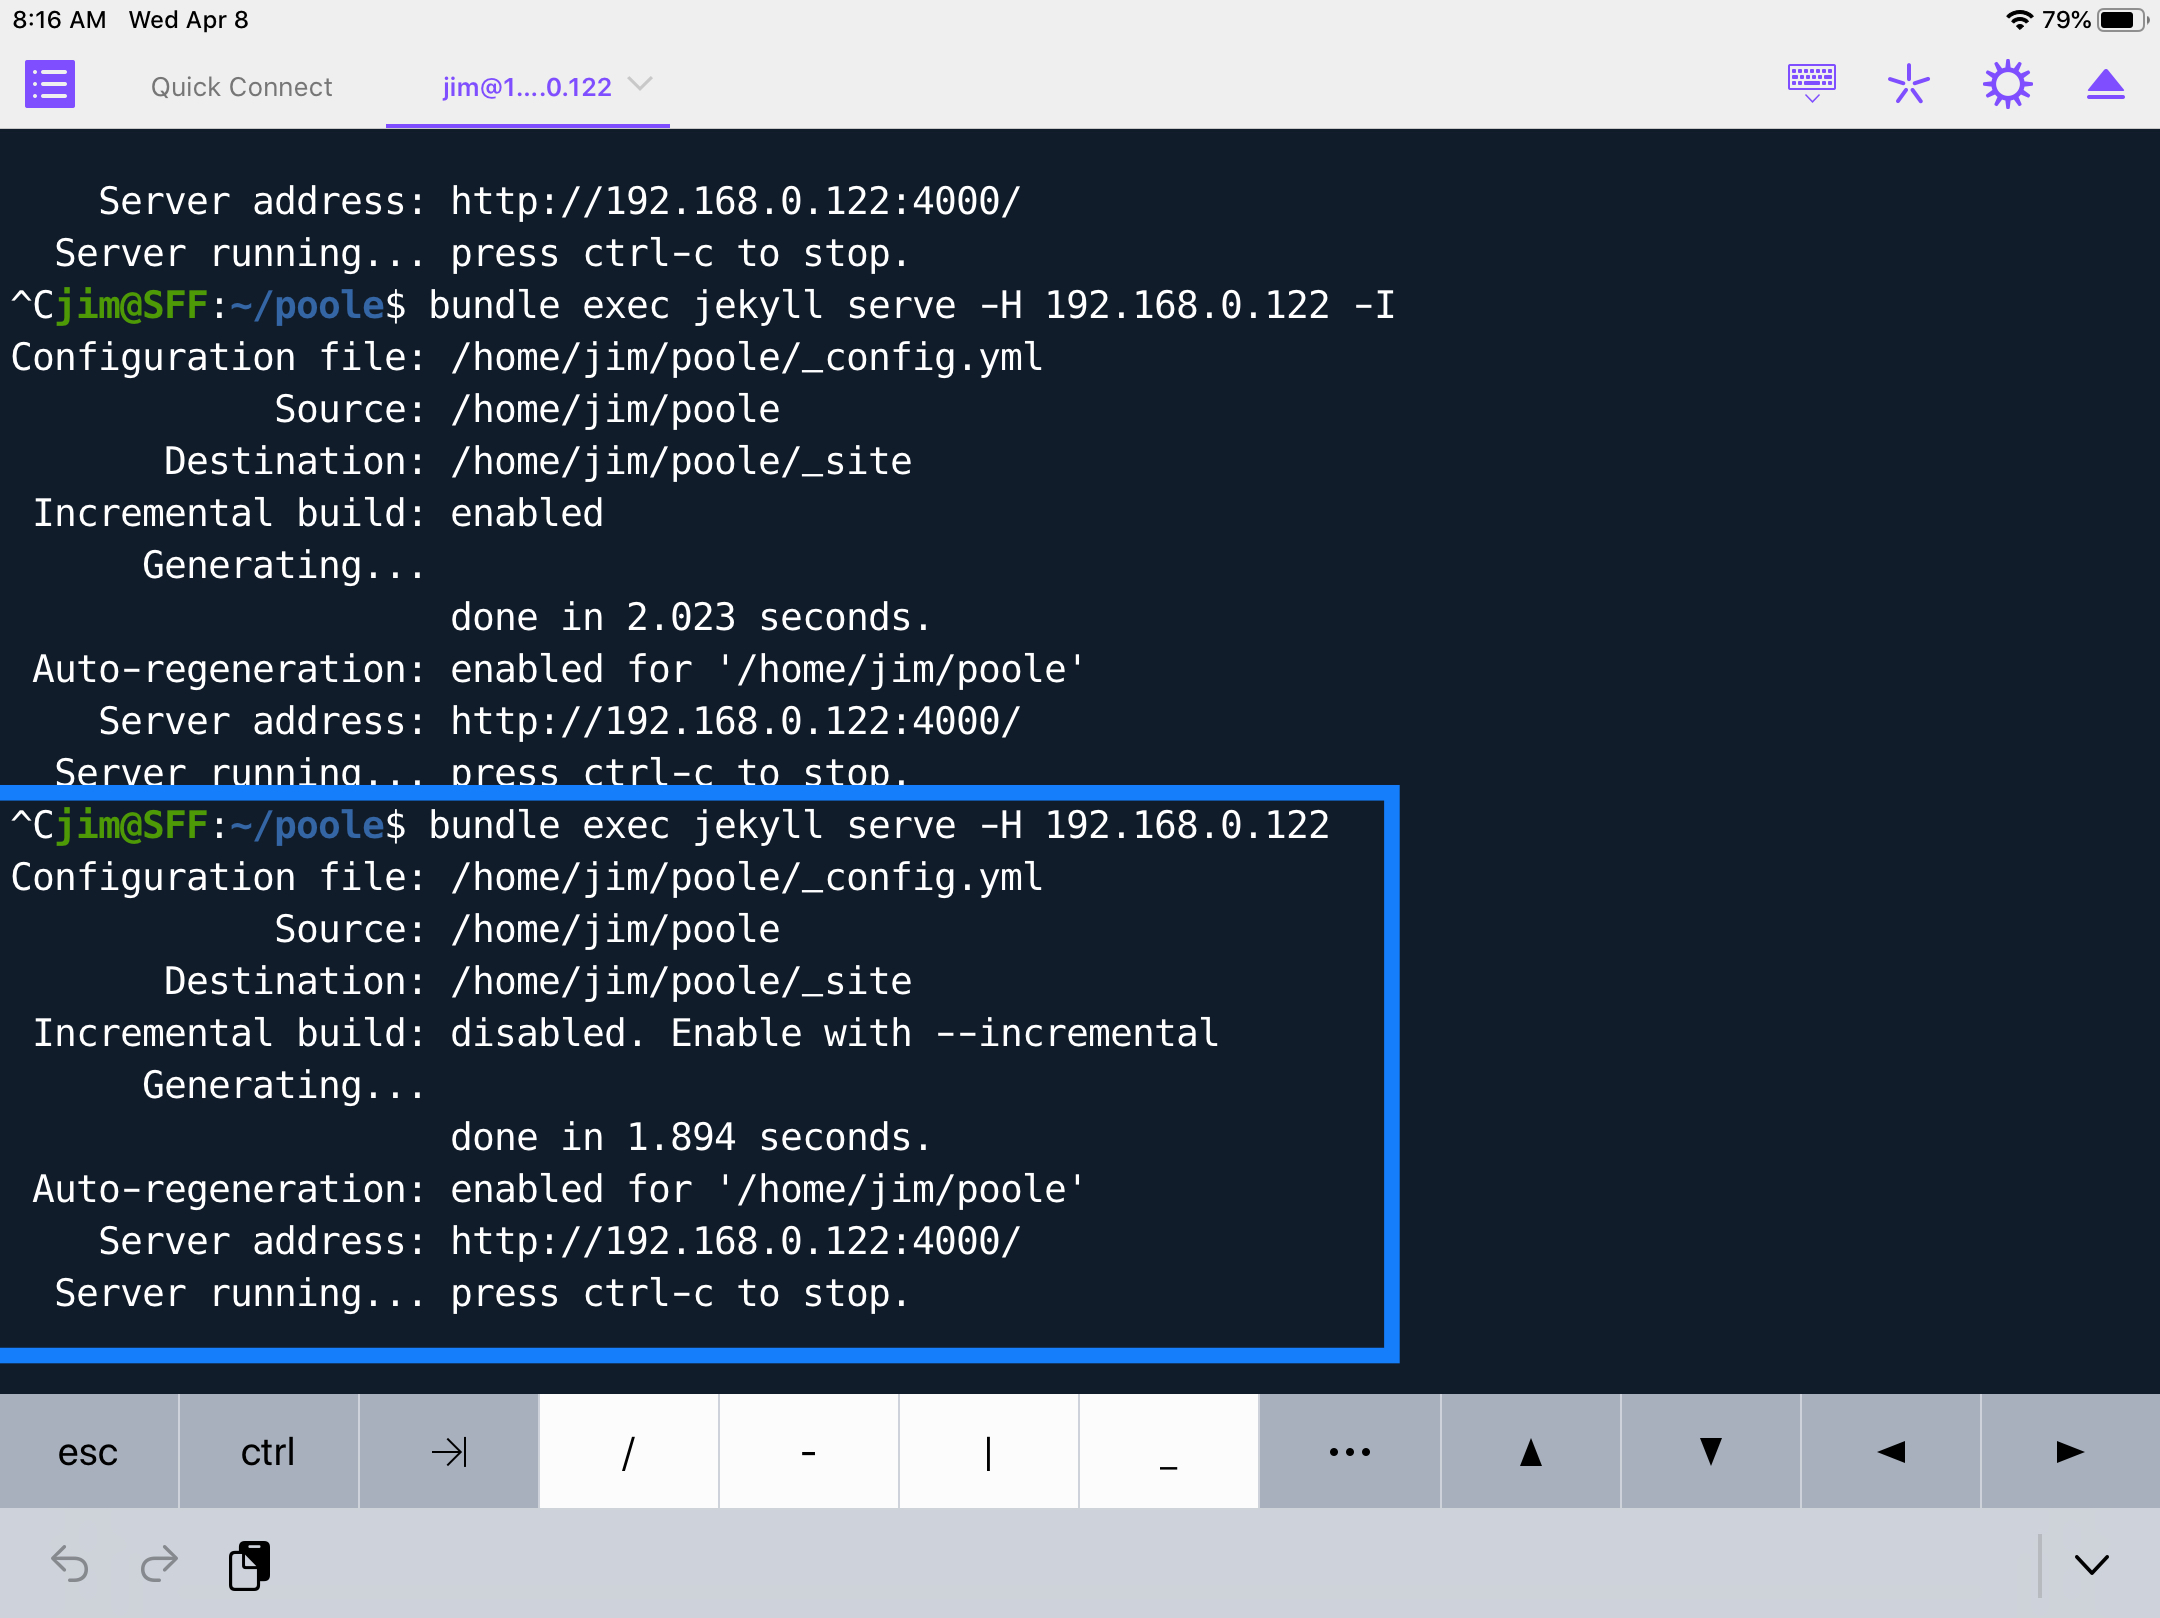 8:16 AM Wed Apr 8 79%
Quick Connect jim@1....0.122
Server address: http://192.168.0.122:4000/
Server running... press ctrl-c to stop.
^Cjim@SFF:~/poole$ bundle exec jekyll serve -H 192.168.0.122 -I
Configuration file: /home/jim/poole/_config.yml
Source: /home/jim/poole
Destination: /home/jim/poole/_site
Incremental build: enabled
Generating...
done in 2.023 seconds.
Auto-regeneration: enabled for '/home/jim/poole'
Server address: http://192.168.0.122:4000/
Server running... press ctrl-c to stop.
^Cjim@SFF:~/poole$ bundle exec jekyll serve -H 192.168.0.122
Configuration file: /home/jim/poole/_config.yml
Source: /home/jim/poole
Destination: /home/jim/poole/_site
Incremental build: disabled. Enable with --incremental
Generating...
done in 1.894 seconds.
Auto-regeneration: enabled for '/home/jim/poole'
Server address: http://192.168.0.122:4000/
Server running... press ctrl-c to stop.
esc ctrl / - | _ •••